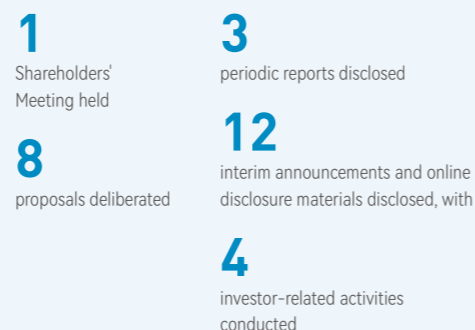 1
Shareholders'
Meeting held
8
proposals deliberated
3
periodic reports disclosed
12
interim announcements and online
disclosure materials disclosed, with
4
investor-related activities
conducted